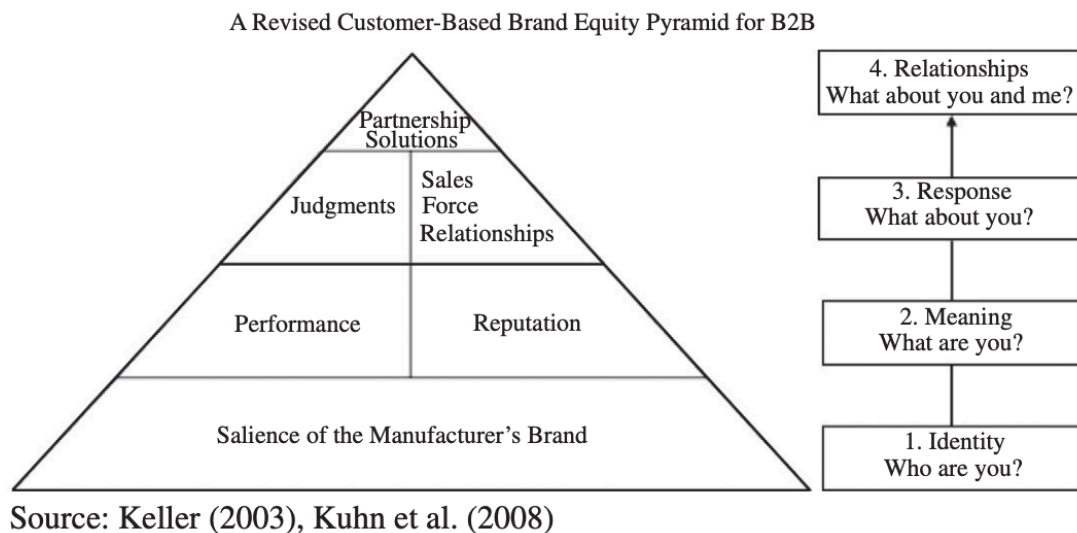 A Revised Customer-Based Brand Equity Pyramid for B2B
Partnership
Solutions
Judgments
Sales
Force
Relationships
Performance
Reputation
Salience of the Manufacturer’s Brand
4. Relationships
What about you and me?
3. Response
What about you?
2. Meaning
What are you?
1. Identity
Who are you?
Source: Keller (2003), Kuhn et al. (2008)